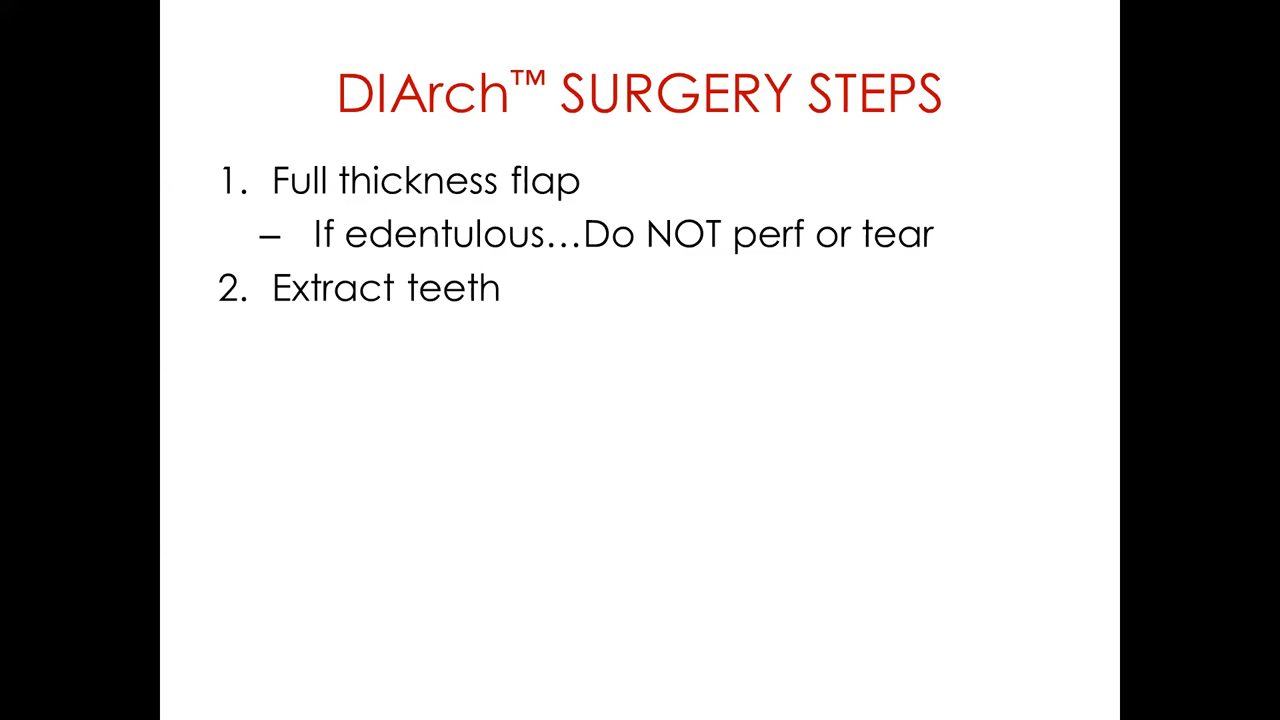 DIArch™ SURGERY STEPS
1. Full thickness flap
– If edentulous…Do NOT perf or tear
2. Extract teeth